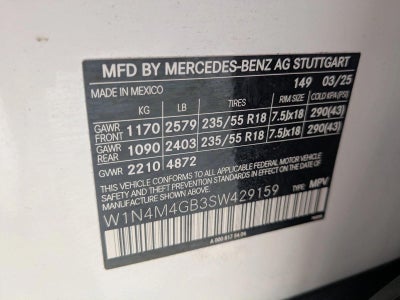 MFD BY MERCEDES-BENZ AG STUTTGART
149 03/25
MADE IN MEXICO
KG LB TIRES RIM SIZE COLD KPA (PSI)
GAWR FRONT 1170 2579 235/55 R18 7.5Jx18 290(43)
GAWR REAR 1090 2403 235/55 R18 7.5Jx18 290(43)
GVWR 2210 4872
THIS VEHICLE CONFORMS TO ALL APPLICABLE FEDERAL MOTOR VEHICLE
SAFETY STANDARDS IN EFFECT ON THE DATE OF
MANUFACTURE SHOWN ABOVE.
W1N4M4GB3SW429159 TYPE: MPV